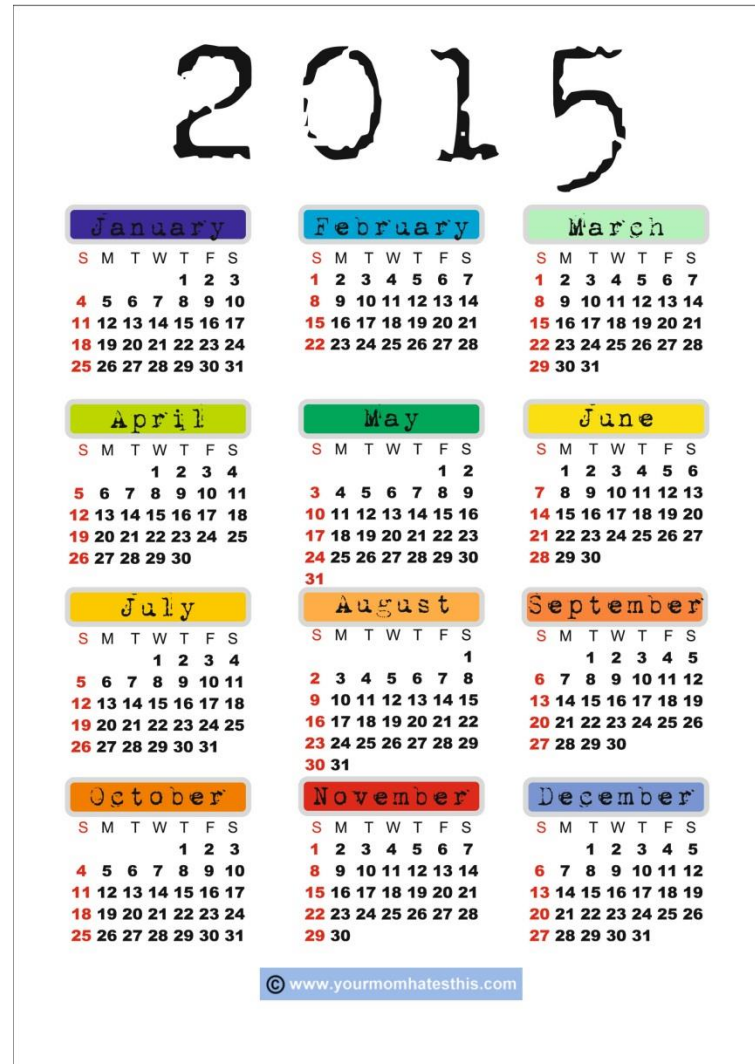 2015
January
S M T W T F S
1 2 3
4 5 6 7 8 9 10
11 12 13 14 15 16 17
18 19 20 21 22 23 24
25 26 27 28 29 30 31
February
S M T W T F S
1 2 3 4 5 6 7
8 9 10 11 12 13 14
15 16 17 18 19 20 21
22 23 24 25 26 27 28
March
S M T W T F S
1 2 3 4 5 6 7
8 9 10 11 12 13 14
15 16 17 18 19 20 21
22 23 24 25 26 27 28
29 30 31
April
S M T W T F S
1 2 3 4
5 6 7 8 9 10 11
12 13 14 15 16 17 18
19 20 21 22 23 24 25
26 27 28 29 30
May
S M T W T F S
1 2
3 4 5 6 7 8 9
10 11 12 13 14 15 16
17 18 19 20 21 22 23
24 25 26 27 28 29 30
31
June
S M T W T F S
1 2 3 4 5 6
7 8 9 10 11 12 13
14 15 16 17 18 19 20
21 22 23 24 25 26 27
28 29 30
July
S M T W T F S
1 2 3 4
5 6 7 8 9 10 11
12 13 14 15 16 17 18
19 20 21 22 23 24 25
26 27 28 29 30 31
August
S M T W T F S
1
2 3 4 5 6 7 8
9 10 11 12 13 14 15
16 17 18 19 20 21 22
23 24 25 26 27 28 29
30 31
September
S M T W T F S
1 2 3 4 5
6 7 8 9 10 11 12
13 14 15 16 17 18 19
20 21 22 23 24 25 26
27 28 29 30
October
S M T W T F S
1 2 3
4 5 6 7 8 9 10
11 12 13 14 15 16 17
18 19 20 21 22 23 24
25 26 27 28 29 30 31
November
S M T W T F S
1 2 3 4 5 6 7
8 9 10 11 12 13 14
15 16 17 18 19 20 21
22 23 24 25 26 27 28
29 30
December
S M T W T F S
1 2 3 4 5
6 7 8 9 10 11 12
13 14 15 16 17 18 19
20 21 22 23 24 25 26
27 28 29 30 31
© www.yourmomhatesthis.com